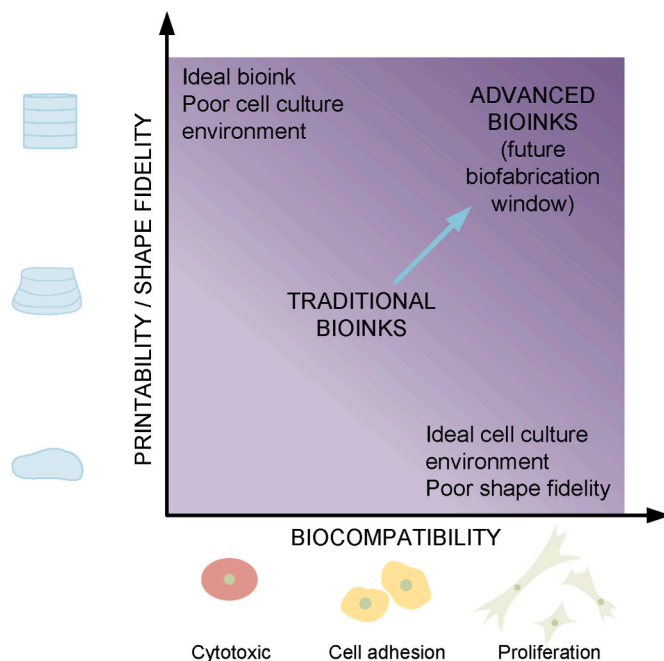 PRINTABILITY / SHAPE FIDELITY
Ideal bioink
Poor cell culture
environment
ADVANCED
BIOINKS
(future
biofabrication
window)
TRADITIONAL
BIOINKS
Ideal cell culture
environment
Poor shape fidelity
BIOCOMPATIBILITY
Cytotoxic
Cell adhesion
Proliferation